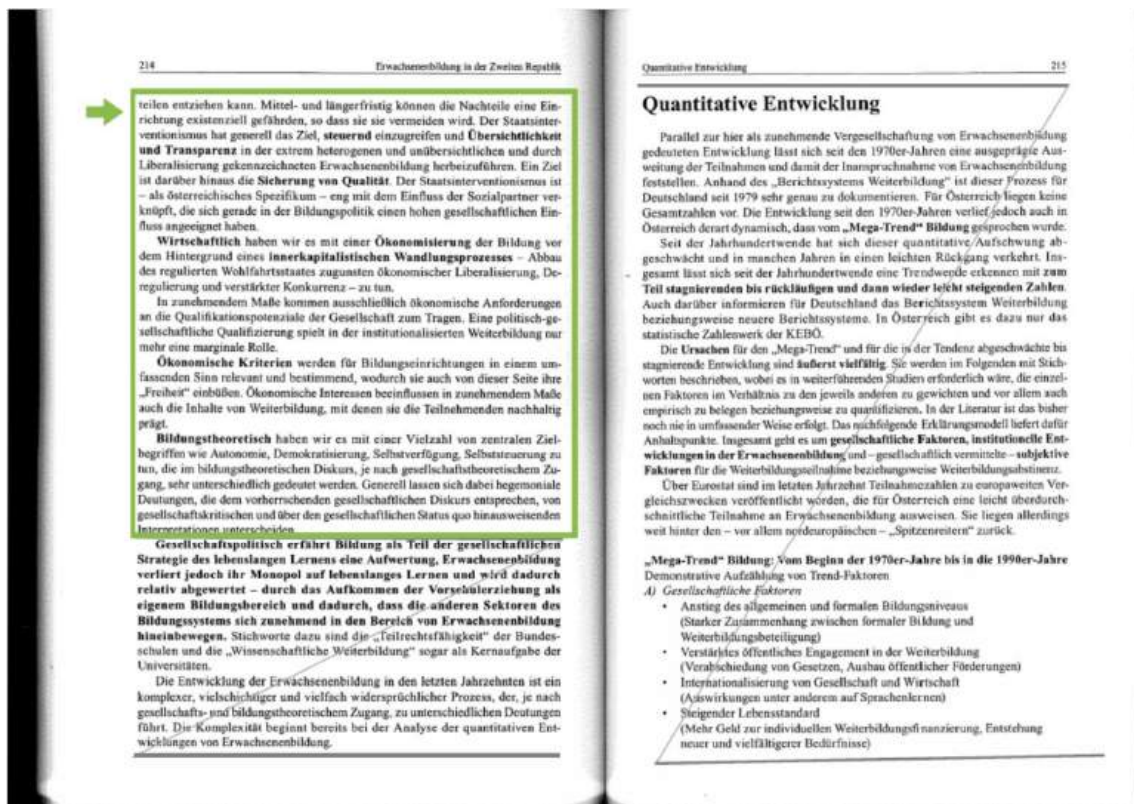 214
Erwachsenenbildung in der Zweiten Republik
teilen entziehen kann. Mittel- und längerfristig können die Nachteile eine Ein-
richtung existenziell gefährden, so dass sie sie vermeiden wird. Der Staatsinter-
ventionismus hat generell das Ziel, steuernd einzugreifen und Übersichtlichkeit
und Transparenz in der extrem heterogenen und unübersichtlichen und durch
Liberalisierung gekennzeichneten Erwachsenenbildung herbeizuführen. Ein Ziel
ist darüber hinaus die Sicherung von Qualität. Der Staatsinterventionismus ist
– als österreichisches Spezifikum – eng mit dem Einfluss der Sozialpartner ver-
knüpft, die sich gerade in der Bildungspolitik einen hohen gesellschaftlichen Ein-
fluss angeeignet haben.
Wirtschaftlich haben wir es mit einer Ökonomisierung der Bildung vor
dem Hintergrund eines innerkapitalistischen Wandlungsprozesses – Abbau
des regulierten Wohlfahrtsstaates zugunsten ökonomischer Liberalisierung, De-
regulierung und verstärkter Konkurrenz – zu tun.
In zunehmendem Maße kommen ausschließlich ökonomische Anforderungen
an die Qualifikationspotenziale der Gesellschaft zum Tragen. Eine politisch-ge-
sellschaftliche Qualifizierung spielt in der institutionalisierten Weiterbildung nur
mehr eine marginale Rolle.
Ökonomische Kriterien werden für Bildungseinrichtungen in einem um-
fassenden Sinn relevant und bestimmend, wodurch sie auch von dieser Seite ihre
„Freiheit“ einbüßen. Ökonomische Interessen beeinflussen in zunehmendem Maße
auch die Inhalte von Weiterbildung, mit denen sie die Teilnehmenden nachhaltig
prägt.
Bildungstheoretisch haben wir es mit einer Vielzahl von zentralen Ziel-
begriffen wie Autonomie, Demokratisierung, Selbstverfügung, Selbststeuerung zu
tun, die im bildungstheoretischen Diskurs, je nach gesellschaftstheoretischem Zu-
gang, sehr unterschiedlich gedeutet werden. Generell lassen sich dabei hegemoniale
Deutungen, die dem vorherrschenden gesellschaftlichen Diskurs entsprechen, von
gesellschaftskritischen und über den gesellschaftlichen Status quo hinausweisenden
Interpretationen unterscheiden.
Gesellschaftspolitisch erfährt Bildung als Teil der gesellschaftlichen
Strategie des lebenslangen Lernens eine Aufwertung, Erwachsenenbildung
verliert jedoch ihr Monopol auf lebenslanges Lernen und wird dadurch
relativ abgewertet – durch das Aufkommen der Vorschulerziehung als
eigenem Bildungsbereich und dadurch, dass die anderen Sektoren des
Bildungssystems sich zunehmend in den Bereich von Erwachsenenbildung
hineinbewegen. Stichworte dazu sind die „Teilrechtsfähigkeit“ der Bundes-
schulen und die „Wissenschaftliche Weiterbildung“ sogar als Kernaufgabe der
Universitäten.
Die Entwicklung der Erwachsenenbildung in den letzten Jahrzehnten ist ein
komplexer, vielschichtiger und vielfach widersprüchlicher Prozess, der, je nach
gesellschafts- und bildungstheoretischem Zugang, zu unterschiedlichen Deutungen
führt. Die Komplexität beginnt bereits bei der Analyse der quantitativen Ent-
wicklungen von Erwachsenenbildung.
Quantitative Entwicklung
215
Quantitative Entwicklung
Parallel zur hier als zunehmende Vergesellschaftung von Erwachsenenbildung
gedeuteten Entwicklung lässt sich seit den 1970er-Jahren eine ausgeprägte Aus-
weitung der Teilnahmen und damit der Inanspruchnahme von Erwachsenenbildung
feststellen. Anhand des „Berichtssystems Weiterbildung“ ist dieser Prozess für
Deutschland seit 1979 sehr genau zu dokumentieren. Für Österreich liegen keine
Gesamtzahlen vor. Die Entwicklung seit den 1970er-Jahren verlief jedoch auch in
Österreich derart dynamisch, dass vom „Mega-Trend“ Bildung gesprochen wurde.
Seit der Jahrhundertwende hat sich dieser quantitative Aufschwung ab-
geschwächt und in manchen Jahren in einen leichten Rückgang verkehrt. Ins-
gesamt lässt sich seit der Jahrhundertwende eine Trendwende erkennen mit zum
Teil stagnierenden bis rückläufigen und dann wieder leicht steigenden Zahlen.
Auch darüber informieren für Deutschland das Berichtssystem Weiterbildung
beziehungsweise neuere Berichtssysteme. In Österreich gibt es dazu nur das
statistische Zahlenwerk der KEBÖ.
Die Ursachen für den „Mega-Trend“ und für die in der Tendenz abgeschwächte bis
stagnierende Entwicklung sind äußerst vielfältig. Sie werden im Folgenden mit Stich-
worten beschrieben, wobei es in weiterführenden Studien erforderlich wäre, die einzel-
nen Faktoren im Verhältnis zu den jeweils anderen zu gewichten und vor allem auch
empirisch zu belegen beziehungsweise zu quantifizieren. In der Literatur ist das bisher
noch nie in umfassender Weise erfolgt. Das nachfolgende Erklärungsmodell liefert dafür
Anhaltspunkte. Insgesamt geht es um gesellschaftliche Faktoren, institutionelle Ent-
wicklungen in der Erwachsenenbildung und – gesellschaftlich vermittelte – subjektive
Faktoren für die Weiterbildungsteilnahme beziehungsweise Weiterbildungsabstinenz.
Über Eurostat sind im letzten Jahrzehnt Teilnahmezahlen zu europaweiten Ver-
gleichszwecken veröffentlicht worden, die für Österreich eine leicht überdurch-
schnittliche Teilnahme an Erwachsenenbildung ausweisen. Sie liegen allerdings
weit hinter den – vor allem nordeuropäischen – „Spitzenreitern“ zurück.
„Mega-Trend“ Bildung: Vom Beginn der 1970er-Jahre bis in die 1990er-Jahre
Demonstrative Aufzählung von Trend-Faktoren
A) Gesellschaftliche Faktoren
• Anstieg des allgemeinen und formalen Bildungsniveaus
(Starker Zusammenhang zwischen formaler Bildung und
Weiterbildungsbeteiligung)
• Verstärktes öffentliches Engagement in der Weiterbildung
(Verabschiedung von Gesetzen, Ausbau öffentlicher Förderungen)
• Internationalisierung von Gesellschaft und Wirtschaft
(Auswirkungen unter anderem auf Sprachenlernen)
• Steigender Lebensstandard
(Mehr Geld zur individuellen Weiterbildungsfinanzierung, Entstehung
neuer und vielfältigerer Bedürfnisse)